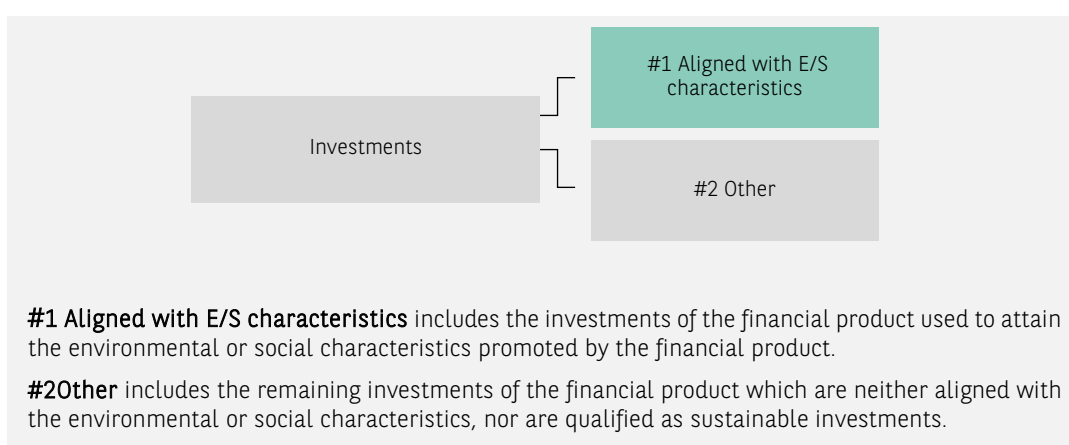 #1 Aligned with E/S
characteristics
Investments
#2 Other
#1 Aligned with E/S characteristics includes the investments of the financial product used to attain
the environmental or social characteristics promoted by the financial product.
#2Other includes the remaining investments of the financial product which are neither aligned with
the environmental or social characteristics, nor are qualified as sustainable investments.